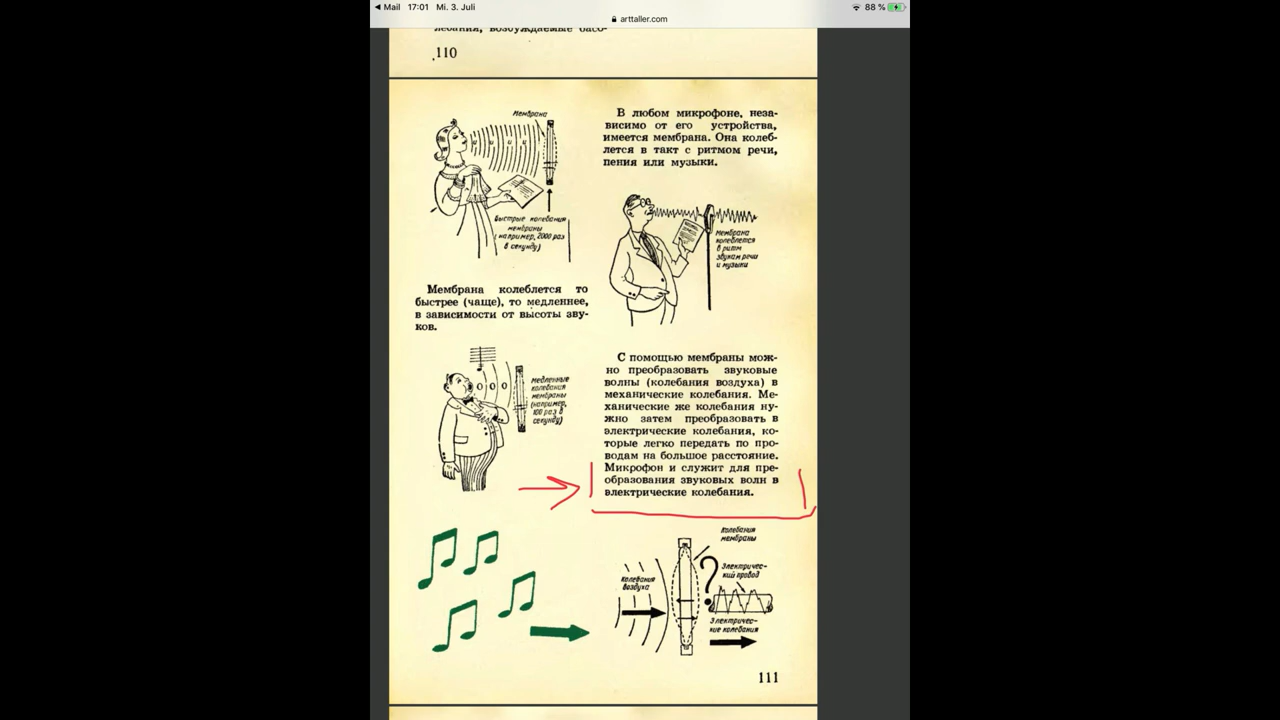 Mail 17:01 Mi. 3. Juli 88 %
arttaller.com
лебания, возбуждаемые басо-
110
Мембрана
Быстрые колебания
мембраны
(например, 2000 раз
в секунду)
В любом микрофоне, неза-
висимо от его устройства,
имеется мембрана. Она колеб-
лется в такт с ритмом речи,
пения или музыки.
Мембрана
колеблется
в ритм
звукам речи
и музыки
Мембрана колеблется то
быстрее (чаще), то медленнее,
в зависимости от высоты зву-
ков.
Медленные
колебания
мембраны
(например,
100 раз в
секунду)
С помощью мембраны мож-
но преобразовать звуковые
волны (колебания воздуха) в
механические колебания. Ме-
ханические же колебания ну-
жно затем преобразовать в
электрические колебания, ко-
торые легко передать по про-
водам на большое расстояние.
Микрофон и служит для пре-
образования звуковых волн в
электрические колебания.
Колебания
мембраны
Колебания
воздуха
?
Электричес-
кий провод
Электричес-
кие колебания
111